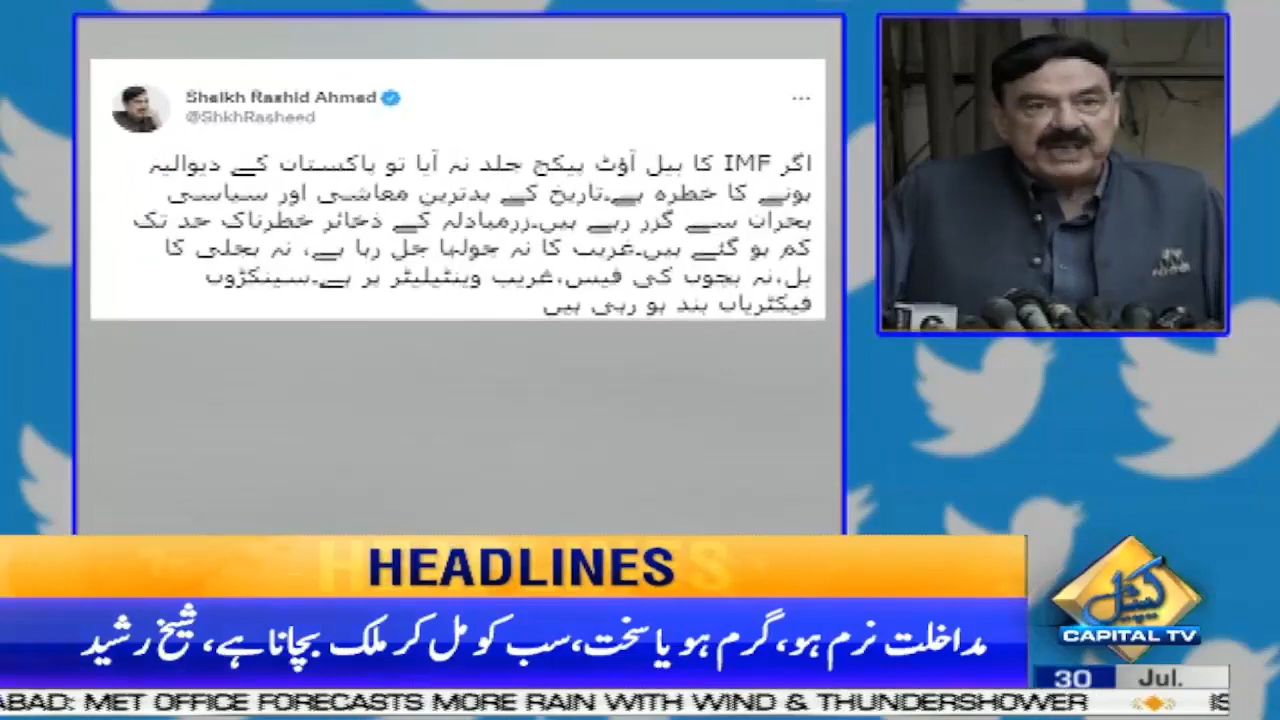 Sheikh Rashid Ahmed
@ShkhRasheed
...
اگر IMF کا بیل آؤٹ پیکج جلد نہ آیا تو پاکستان کے دیوالیہ
ہونے کا خطرہ ہے۔تاریخ کے بدترین معاشی اور سیاسی
بحران سے گزر رہے ہیں۔زرمبادلہ کے ذخائر خطرناک حد تک
کم ہو گئے ہیں۔غریب کا نہ چولہا جل رہا ہے، نہ بجلی کا
بل،نہ بچوں کی فیس،غریب وینٹیلیٹر پر ہے۔سینکڑوں
فیکٹریاں بند ہو رہی ہیں
HEADLINES
مداخلت نرم ہو، گرم ہو یا سخت، سب کو مل کر ملک بچانا ہے، شیخ رشید
کیپیٹل
CAPITAL TV
30 Jul.
ABAD: MET OFFICE FORECASTS MORE RAIN WITH WIND & THUNDERSHOWER IS